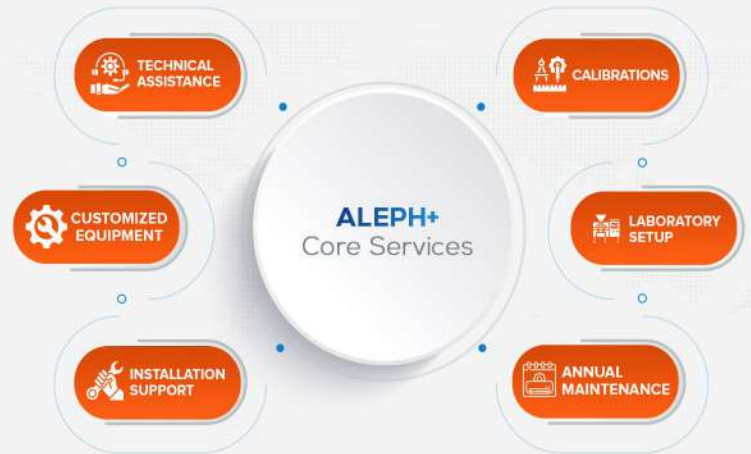 TECHNICAL
ASSISTANCE
CALIBRATIONS
CUSTOMIZED
EQUIPMENT
ALEPH+
Core Services
LABORATORY
SETUP
INSTALLATION
SUPPORT
ANNUAL
MAINTENANCE